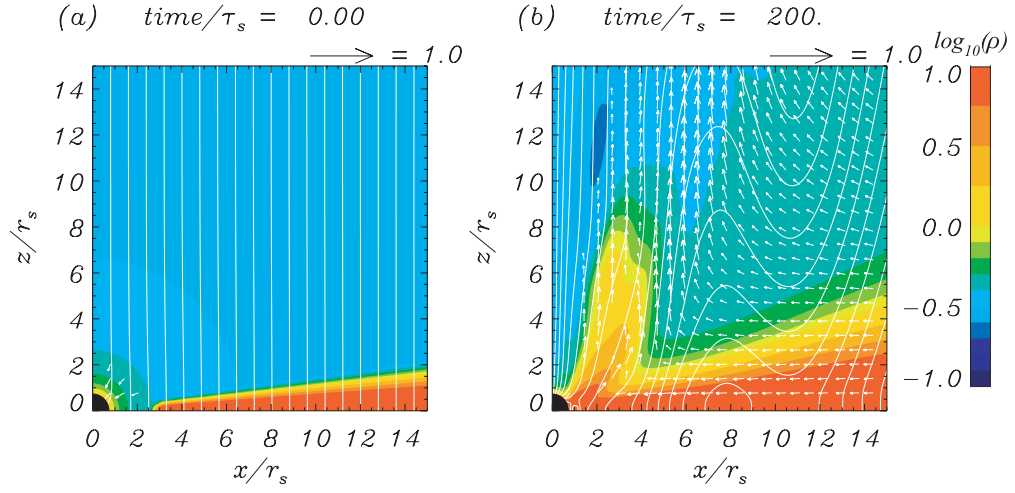 (a) time/τs = 0.00
= 1.0
14
12
10
8
6
4
2
0
z/rs
0 2 4 6 8 10 12 14
x/rs
(b) time/τs = 200.
= 1.0
14
12
10
8
6
4
2
0
z/rs
0 2 4 6 8 10 12 14
x/rs
log10(ρ)
1.0
0.5
0.0
−0.5
−1.0